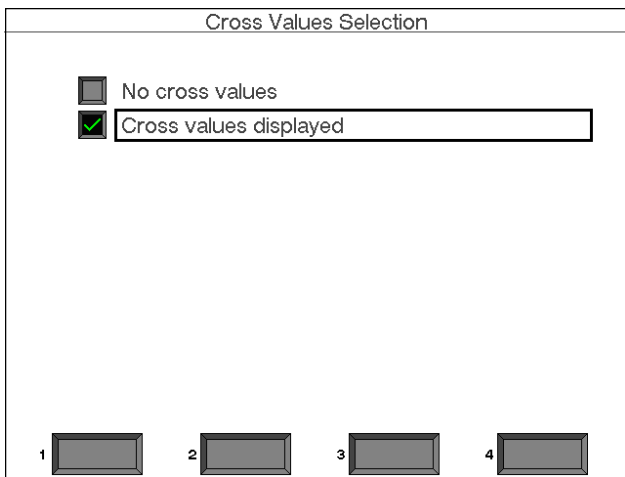 Cross Values Selection
No cross values
Cross values displayed
1 2 3 4